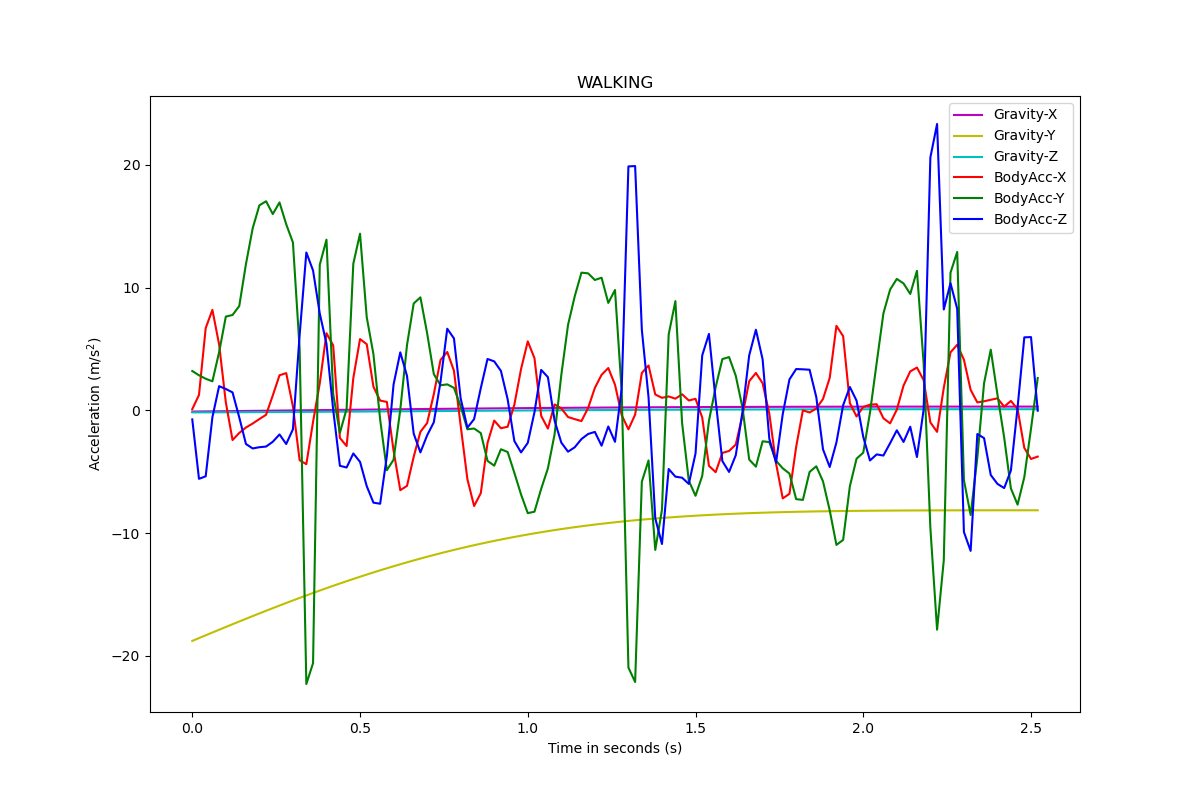 WALKING
Gravity-X
Gravity-Y
Gravity-Z
BodyAcc-X
BodyAcc-Y
BodyAcc-Z
20
10
0
−10
−20
Acceleration (m/s²)
0.0 0.5 1.0 1.5 2.0 2.5
Time in seconds (s)